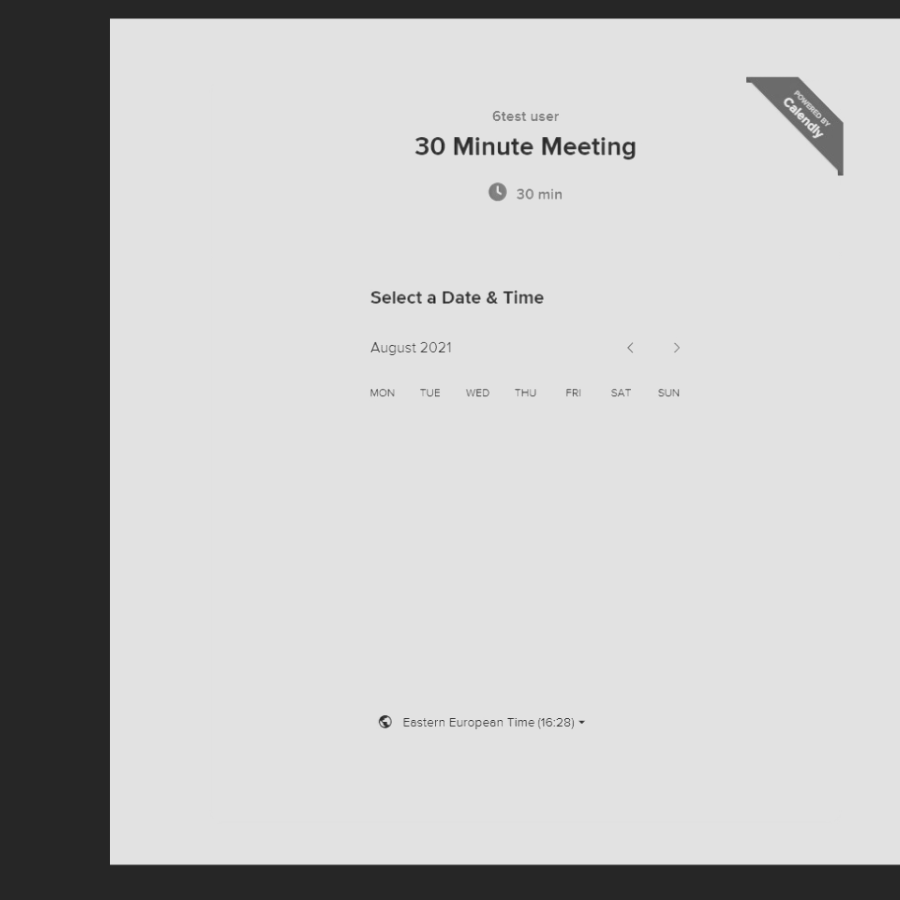 6test user
30 Minute Meeting
30 min
POWERED BY
Calendly
Select a Date & Time
August 2021
MON TUE WED THU FRI SAT SUN
Eastern European Time (16:28)